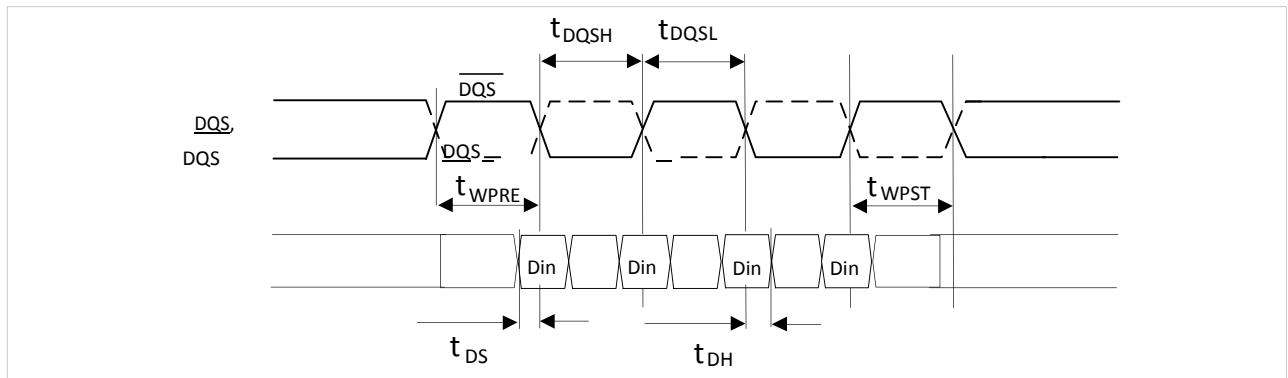 tDQSH
tDQSL
DQS
DQS,
DQS
DQS
tWPRE
tWPST
Din
Din
Din
Din
tDS
tDH